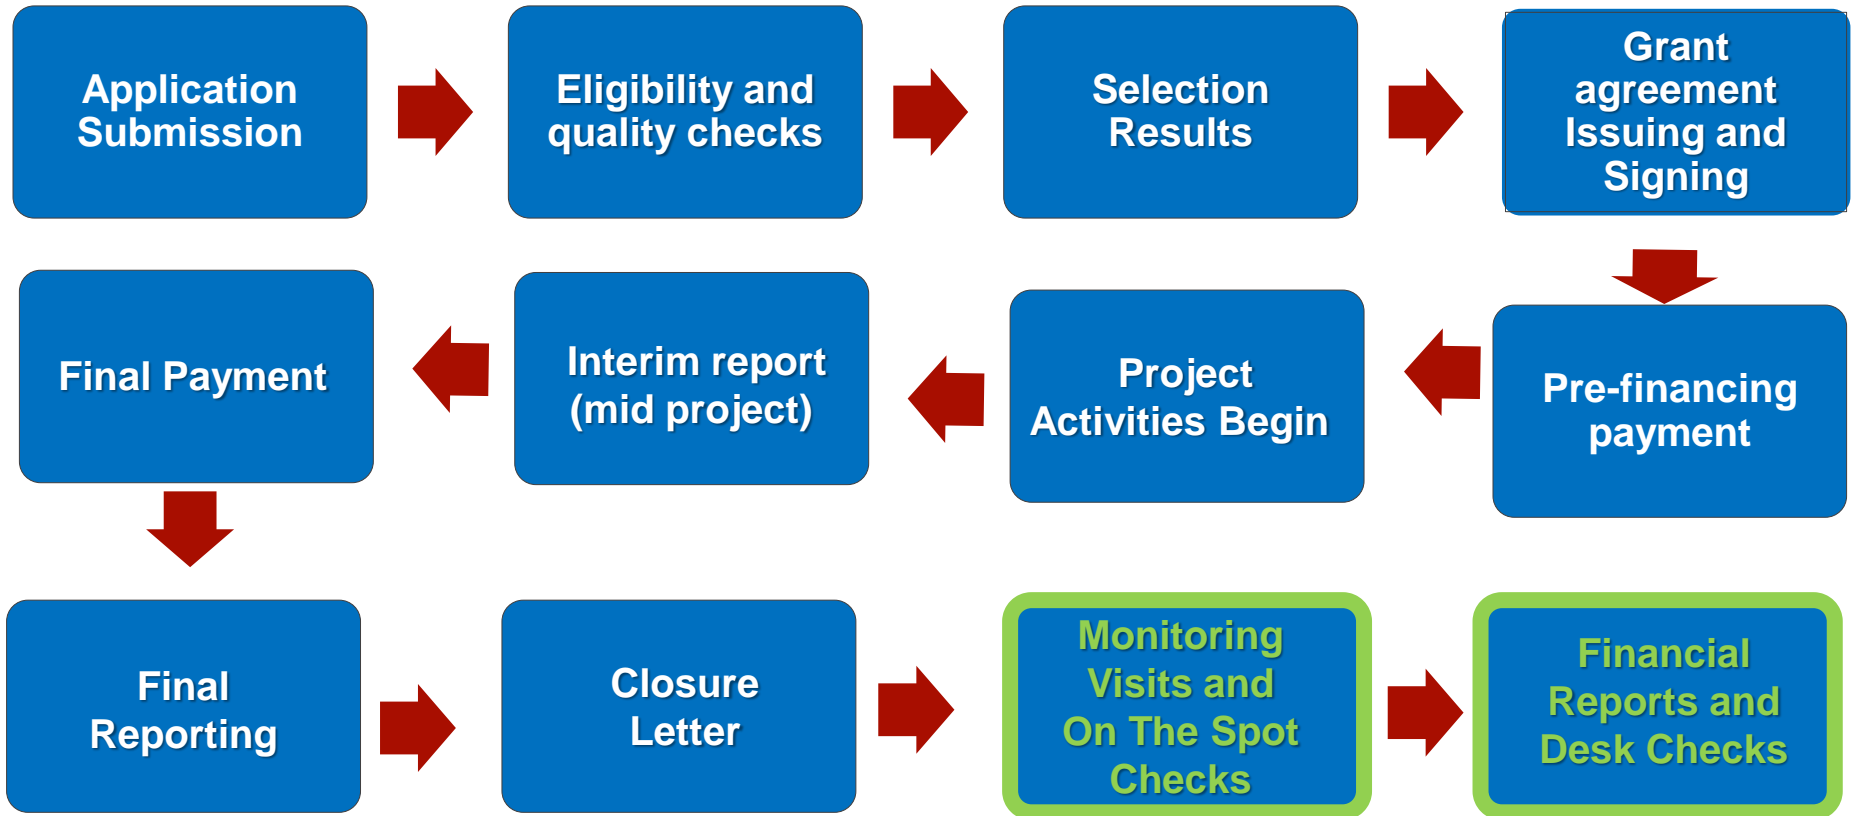 Application
Submission
Eligibility and
quality checks
Selection
Results
Grant
agreement
Issuing and
Signing
Pre-financing
payment
Project
Activities Begin
Interim report
(mid project)
Final Payment
Final
Reporting
Closure
Letter
Monitoring
Visits and
On The Spot
Checks
Financial
Reports and
Desk Checks